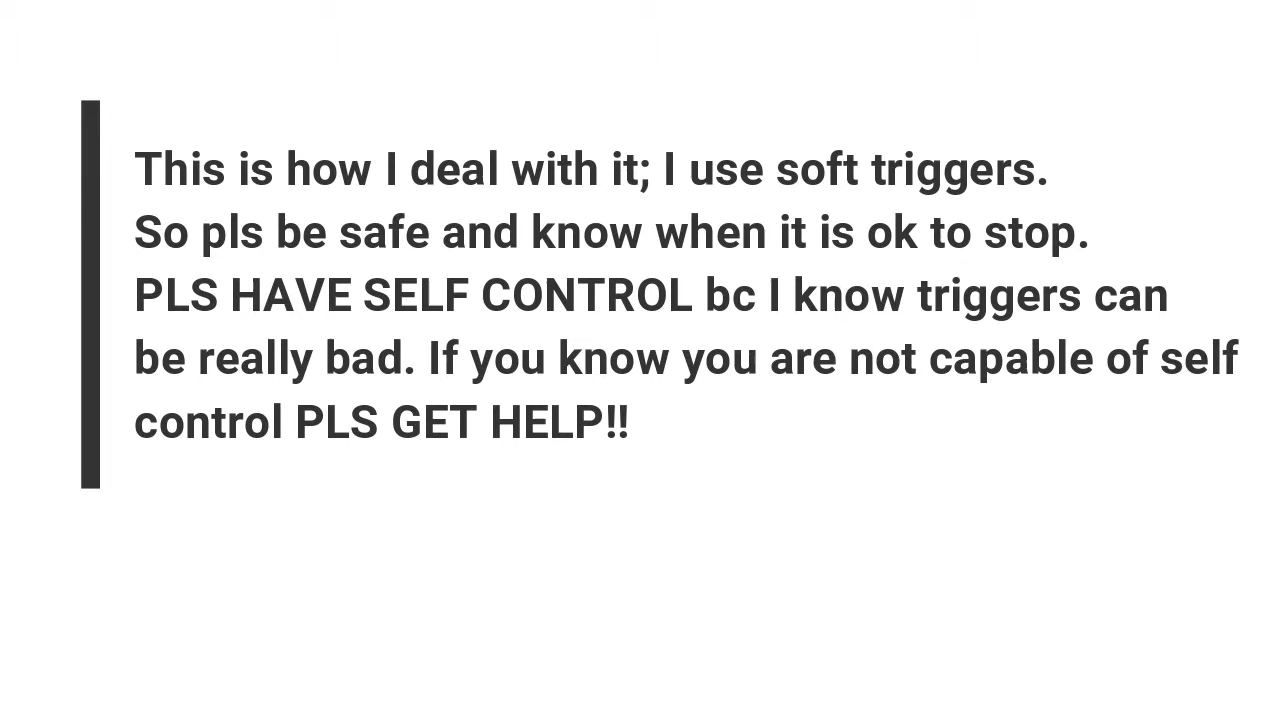 This is how I deal with it; I use soft triggers.
So pls be safe and know when it is ok to stop.
PLS HAVE SELF CONTROL bc I know triggers can
be really bad. If you know you are not capable of self
control PLS GET HELP!!